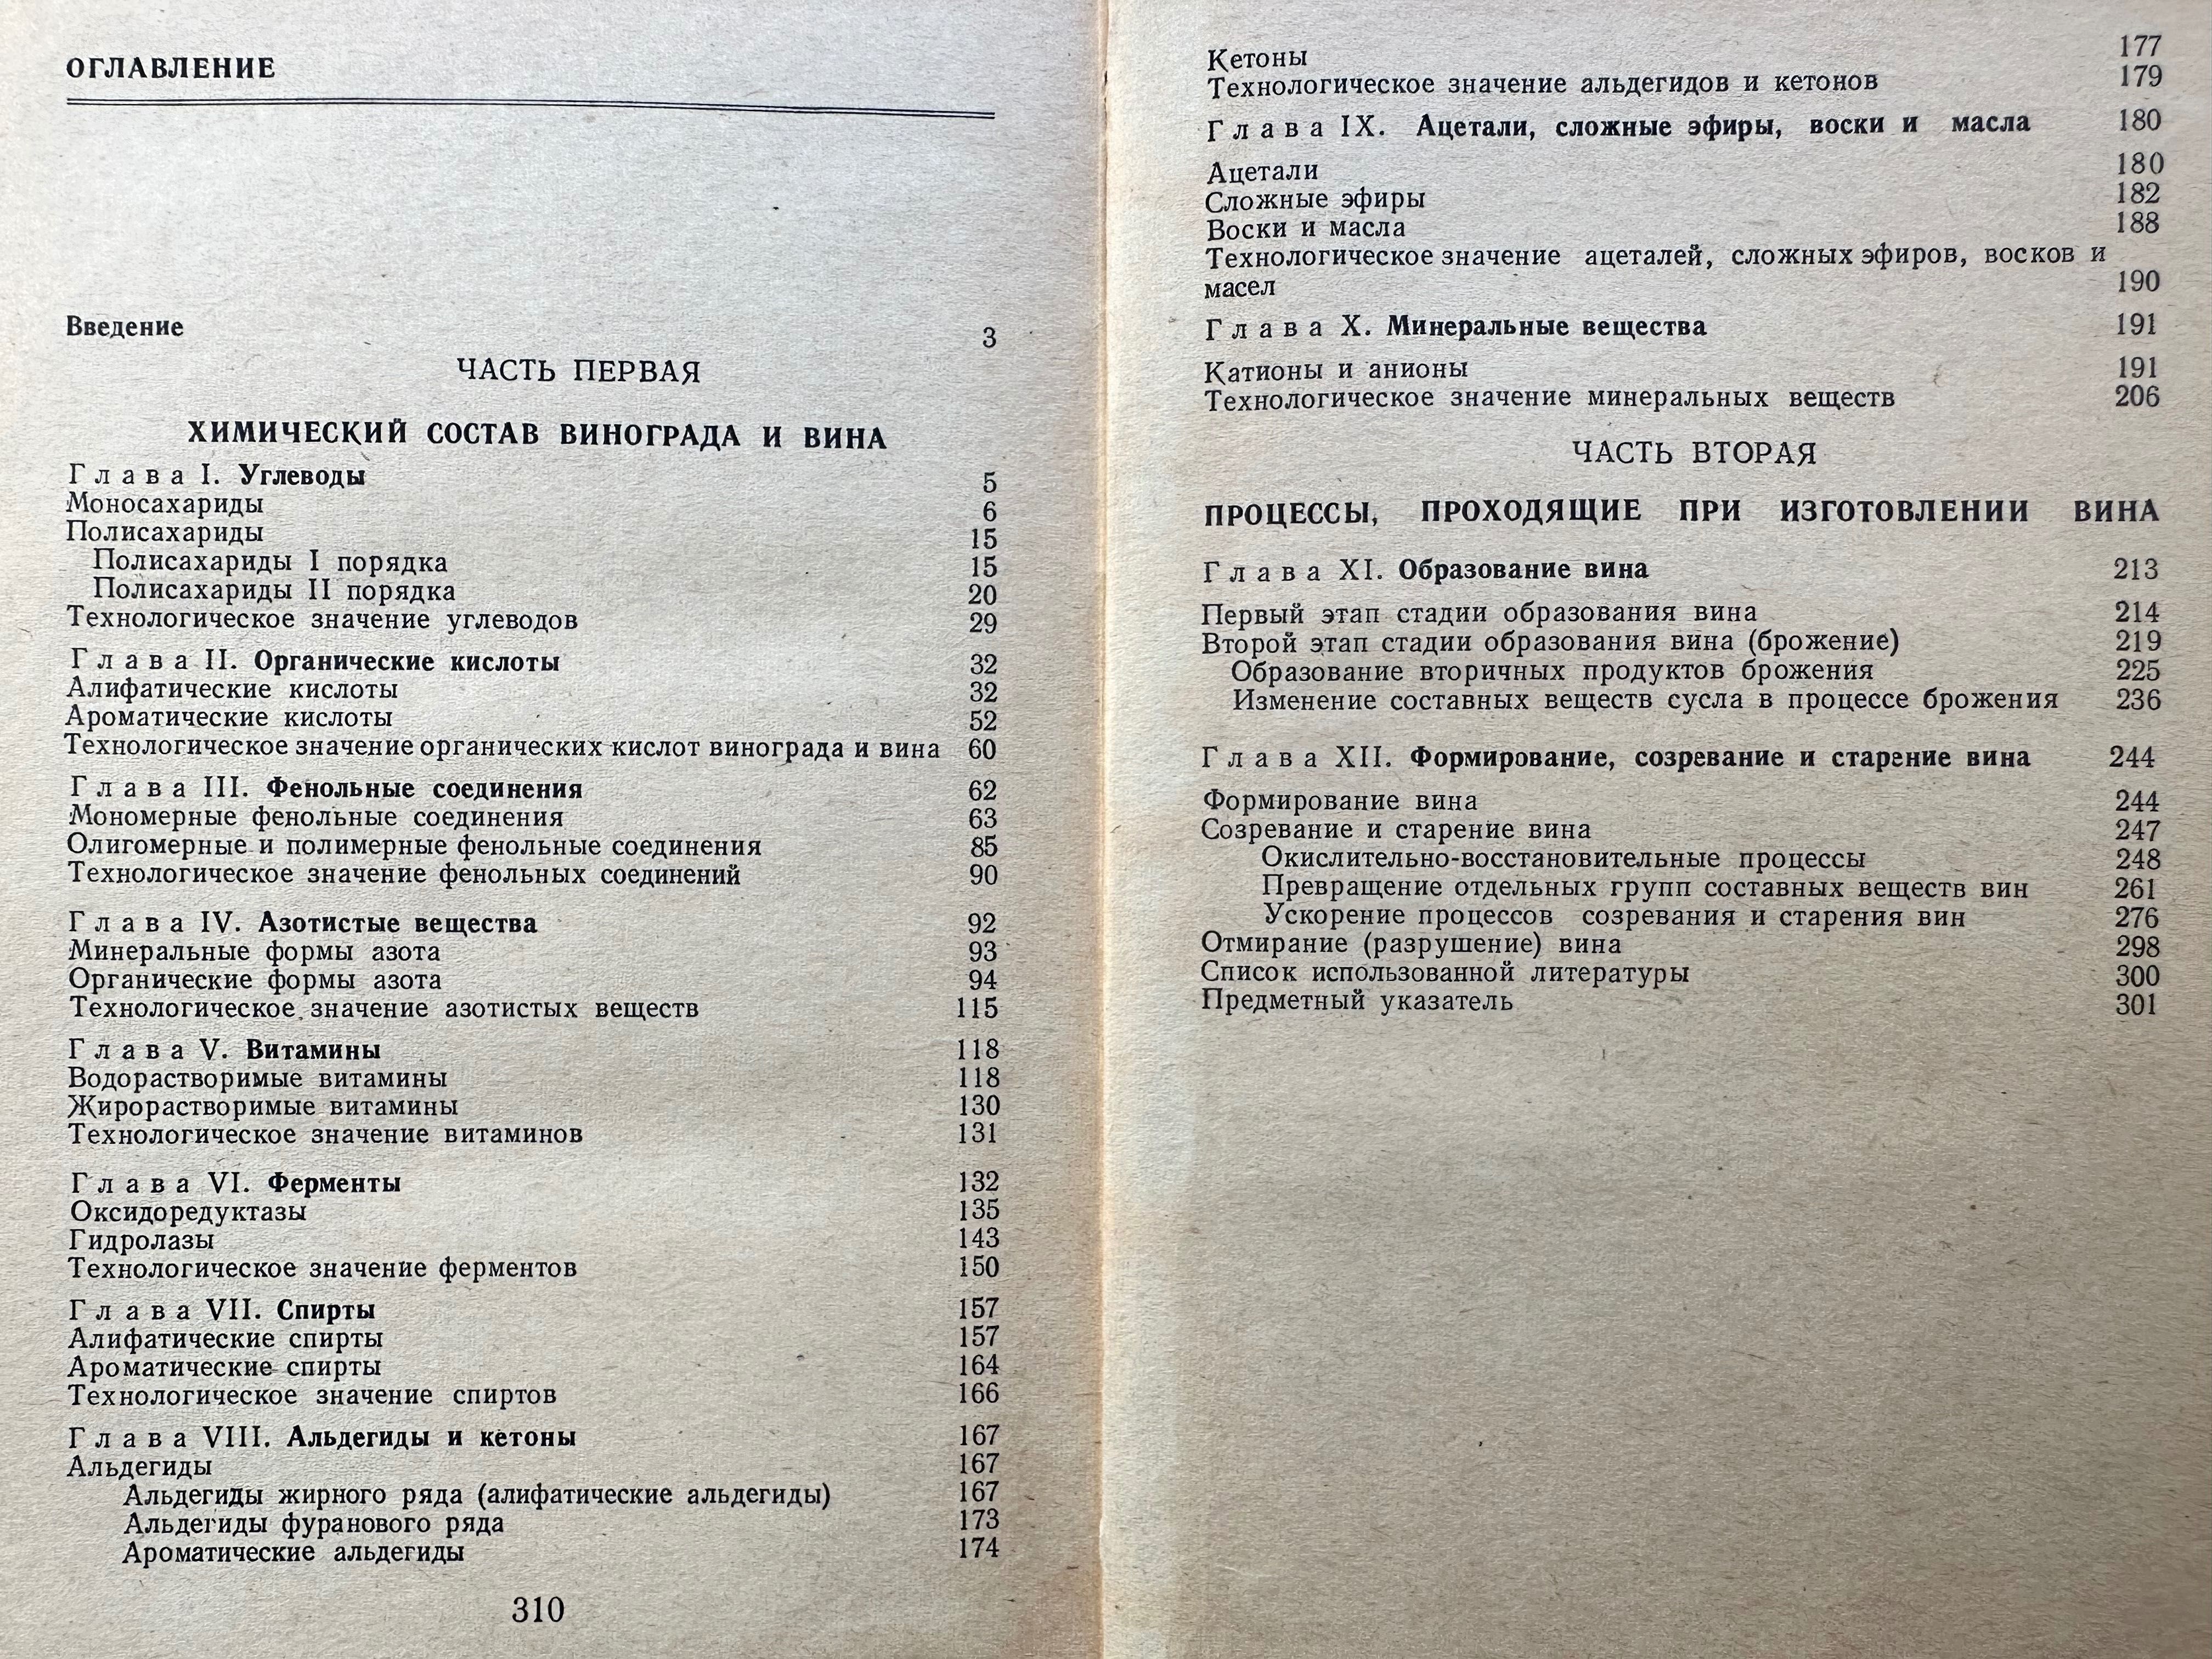 ОГЛАВЛЕНИЕ
Введение 3
ЧАСТЬ ПЕРВАЯ
ХИМИЧЕСКИЙ СОСТАВ ВИНОГРАДА И ВИНА
Глава I. Углеводы 5
Моносахариды 6
Полисахариды 15
Полисахариды I порядка 15
Полисахариды II порядка 20
Технологическое значение углеводов 29
Глава II. Органические кислоты 32
Алифатические кислоты 32
Ароматические кислоты 52
Технологическое значение органических кислот винограда и вина 60
Глава III. Фенольные соединения 62
Мономерные фенольные соединения 63
Олигомерные и полимерные фенольные соединения 85
Технологическое значение фенольных соединений 90
Глава IV. Азотистые вещества 92
Минеральные формы азота 93
Органические формы азота 94
Технологическое значение азотистых веществ 115
Глава V. Витамины 118
Водорастворимые витамины 118
Жирорастворимые витамины 130
Технологическое значение витаминов 131
Глава VI. Ферменты 132
Оксидоредуктазы 135
Гидролазы 143
Технологическое значение ферментов 150
Глава VII. Спирты 157
Алифатические спирты 157
Ароматические спирты 164
Технологическое значение спиртов 166
Глава VIII. Альдегиды и кетоны 167
Альдегиды 167
Альдегиды жирного ряда (алифатические альдегиды) 167
Альдегиды фуранового ряда 173
Ароматические альдегиды 174
310
Кетоны 177
Технологическое значение альдегидов и кетонов 179
Глава IX. Ацетали, сложные эфиры, воски и масла 180
Ацетали 180
Сложные эфиры 182
Воски и масла 188
Технологическое значение ацеталей, сложных эфиров, восков и
масел 190
Глава X. Минеральные вещества 191
Катионы и анионы 191
Технологическое значение минеральных веществ 206
ЧАСТЬ ВТОРАЯ
ПРОЦЕССЫ, ПРОХОДЯЩИЕ ПРИ ИЗГОТОВЛЕНИИ ВИНА
Глава XI. Образование вина 213
Первый этап стадии образования вина 214
Второй этап стадии образования вина (брожение) 219
Образование вторичных продуктов брожения 225
Изменение составных веществ сусла в процессе брожения 236
Глава XII. Формирование, созревание и старение вина 244
Формирование вина 244
Созревание и старение вина 247
Окислительно-восстановительные процессы 248
Превращение отдельных групп составных веществ вин 261
Ускорение процессов созревания и старения вин 276
Отмирание (разрушение) вина 298
Список использованной литературы 300
Предметный указатель 301